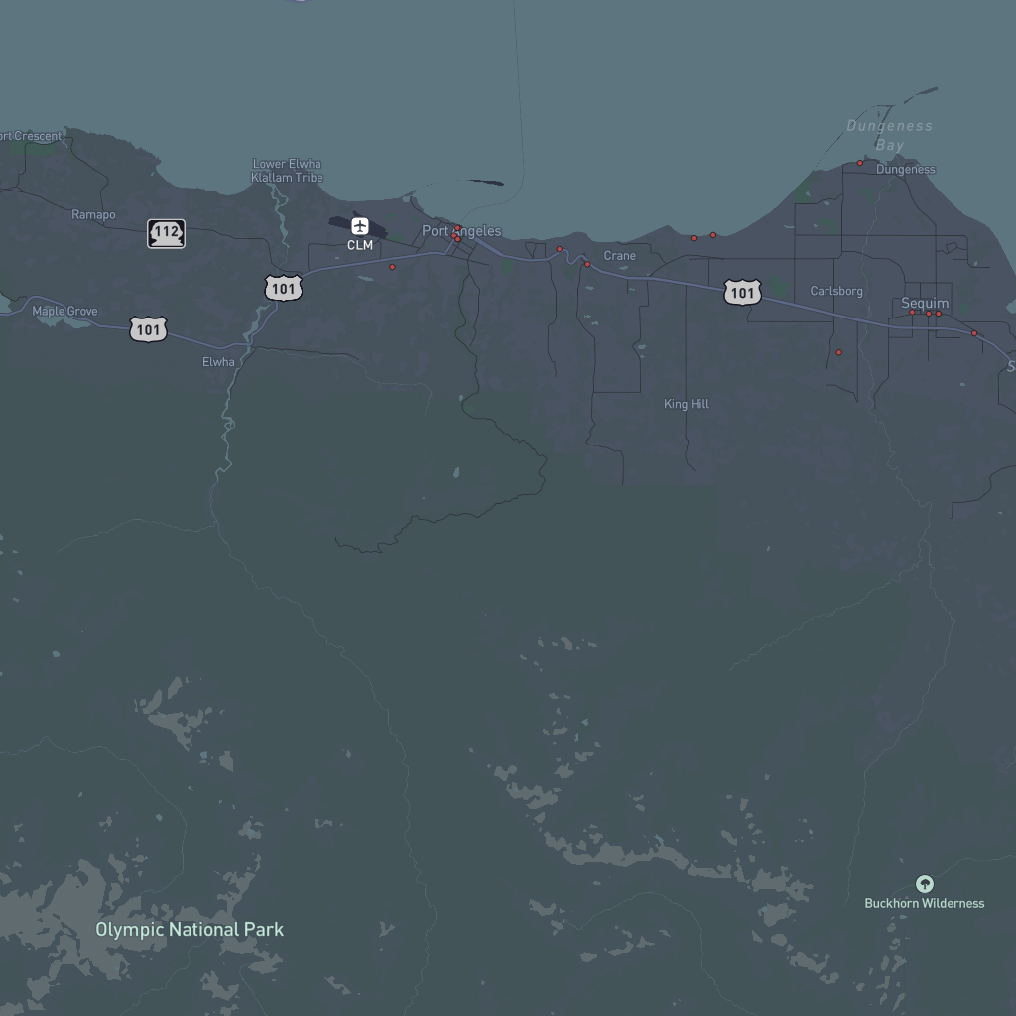 Dungeness
Bay
ort Crescent
Lower Elwha
Klallam Tribe
Dungeness
Ramapo
112
CLM
Port Angeles
Crane
101
101
Carlsborg
Sequim
Maple Grove
101
Elwha
S
King Hill
Buckhorn Wilderness
Olympic National Park